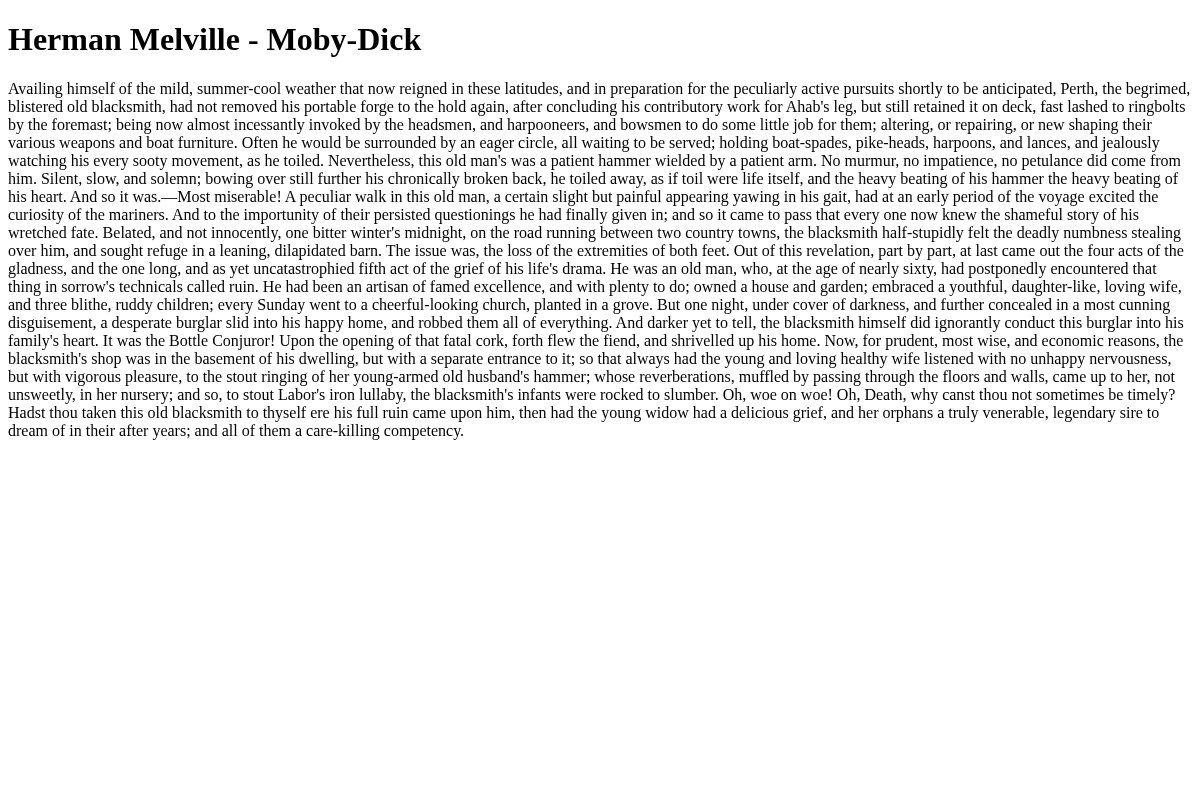 Herman Melville - Moby-Dick
Availing himself of the mild, summer-cool weather that now reigned in these latitudes, and in preparation for the peculiarly active pursuits shortly to be anticipated, Perth, the begrimed,
blistered old blacksmith, had not removed his portable forge to the hold again, after concluding his contributory work for Ahab's leg, but still retained it on deck, fast lashed to ringbolts
by the foremast; being now almost incessantly invoked by the headsmen, and harpooneers, and bowsmen to do some little job for them; altering, or repairing, or new shaping their
various weapons and boat furniture. Often he would be surrounded by an eager circle, all waiting to be served; holding boat-spades, pike-heads, harpoons, and lances, and jealously
watching his every sooty movement, as he toiled. Nevertheless, this old man's was a patient hammer wielded by a patient arm. No murmur, no impatience, no petulance did come from
him. Silent, slow, and solemn; bowing over still further his chronically broken back, he toiled away, as if toil were life itself, and the heavy beating of his hammer the heavy beating of
his heart. And so it was.—Most miserable! A peculiar walk in this old man, a certain slight but painful appearing yawing in his gait, had at an early period of the voyage excited the
curiosity of the mariners. And to the importunity of their persisted questionings he had finally given in; and so it came to pass that every one now knew the shameful story of his
wretched fate. Belated, and not innocently, one bitter winter's midnight, on the road running between two country towns, the blacksmith half-stupidly felt the deadly numbness stealing
over him, and sought refuge in a leaning, dilapidated barn. The issue was, the loss of the extremities of both feet. Out of this revelation, part by part, at last came out the four acts of the
gladness, and the one long, and as yet uncatastrophied fifth act of the grief of his life's drama. He was an old man, who, at the age of nearly sixty, had postponedly encountered that
thing in sorrow's technicals called ruin. He had been an artisan of famed excellence, and with plenty to do; owned a house and garden; embraced a youthful, daughter-like, loving wife,
and three blithe, ruddy children; every Sunday went to a cheerful-looking church, planted in a grove. But one night, under cover of darkness, and further concealed in a most cunning
disguisement, a desperate burglar slid into his happy home, and robbed them all of everything. And darker yet to tell, the blacksmith himself did ignorantly conduct this burglar into his
family's heart. It was the Bottle Conjuror! Upon the opening of that fatal cork, forth flew the fiend, and shrivelled up his home. Now, for prudent, most wise, and economic reasons, the
blacksmith's shop was in the basement of his dwelling, but with a separate entrance to it; so that always had the young and loving healthy wife listened with no unhappy nervousness,
but with vigorous pleasure, to the stout ringing of her young-armed old husband's hammer; whose reverberations, muffled by passing through the floors and walls, came up to her, not
unsweetly, in her nursery; and so, to stout Labor's iron lullaby, the blacksmith's infants were rocked to slumber. Oh, woe on woe! Oh, Death, why canst thou not sometimes be timely?
Hadst thou taken this old blacksmith to thyself ere his full ruin came upon him, then had the young widow had a delicious grief, and her orphans a truly venerable, legendary sire to
dream of in their after years; and all of them a care-killing competency.